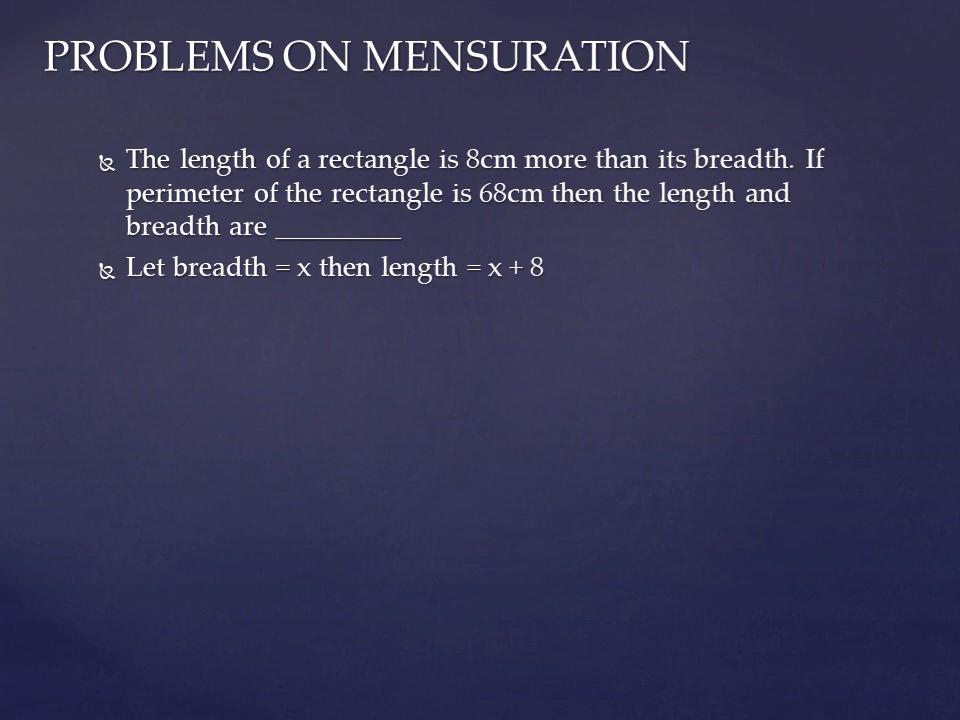 PROBLEMS ON MENSURATION
The length of a rectangle is 8cm more than its breadth. If
perimeter of the rectangle is 68cm then the length and
breadth are _________
Let breadth = x then length = x + 8